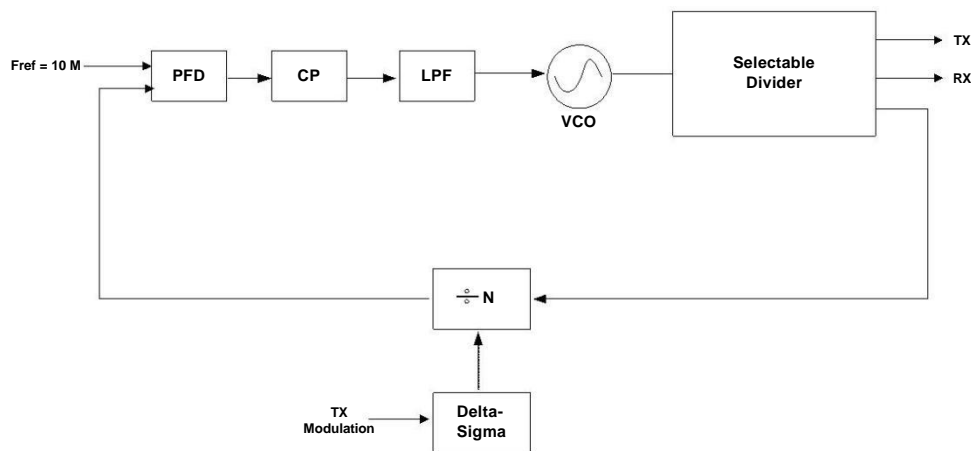 Fref = 10 M
PFD
CP
LPF
VCO
Selectable
Divider
TX
RX
÷ N
TX
Modulation
Delta-
Sigma